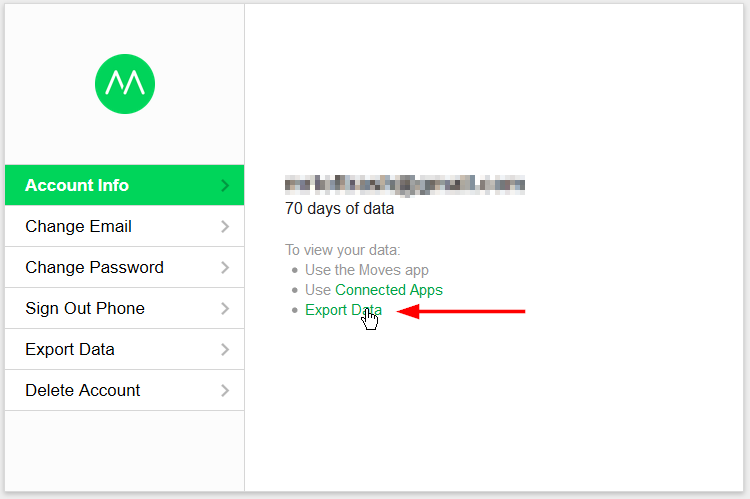 Account Info
Change Email
Change Password
Sign Out Phone
Export Data
Delete Account
70 days of data
To view your data:
Use the Moves app
Use Connected Apps
Export Data